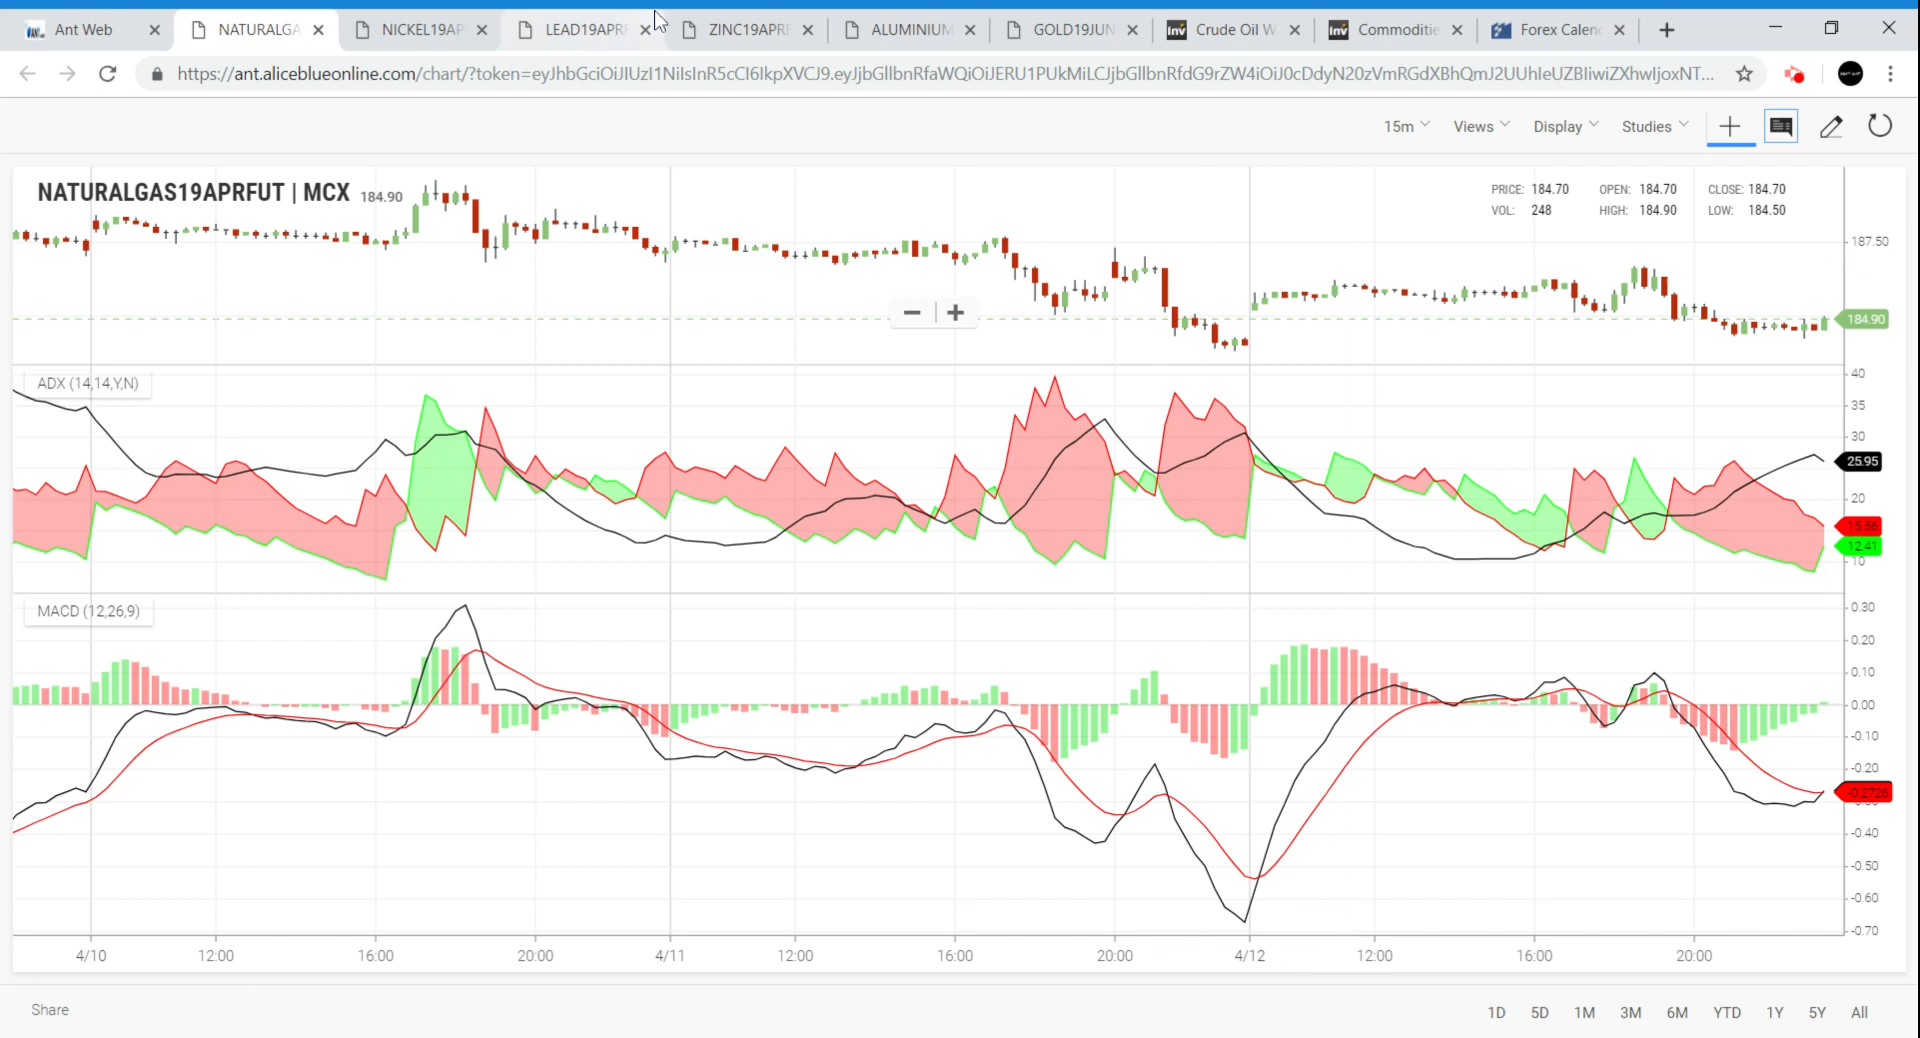 Ant Web
NATURALGA
NICKEL19AP
LEAD19APR
ZINC19APR
ALUMINIUM
GOLD19JUN
Crude Oil W
Commoditie
Forex Calen
https://ant.aliceblueonline.com/chart/?token=
15m
Views
Display
Studies
NATURALGAS19APRFUT | MCX 184.90
PRICE: 184.70 OPEN: 184.70 CLOSE: 184.70
VOL: 248 HIGH: 184.90 LOW: 184.50
187.50
184.90
ADX (14,14,Y,N)
40
35
30
25.95
20
15.56
12.41
10
MACD (12,26,9)
0.30
0.20
0.10
0.00
-0.10
-0.20
-0.2726
-0.40
-0.50
-0.60
-0.70
4/10 12:00 16:00 20:00 4/11 12:00 16:00 20:00 4/12 12:00 16:00 20:00
Share
1D 5D 1M 3M 6M YTD 1Y 5Y All